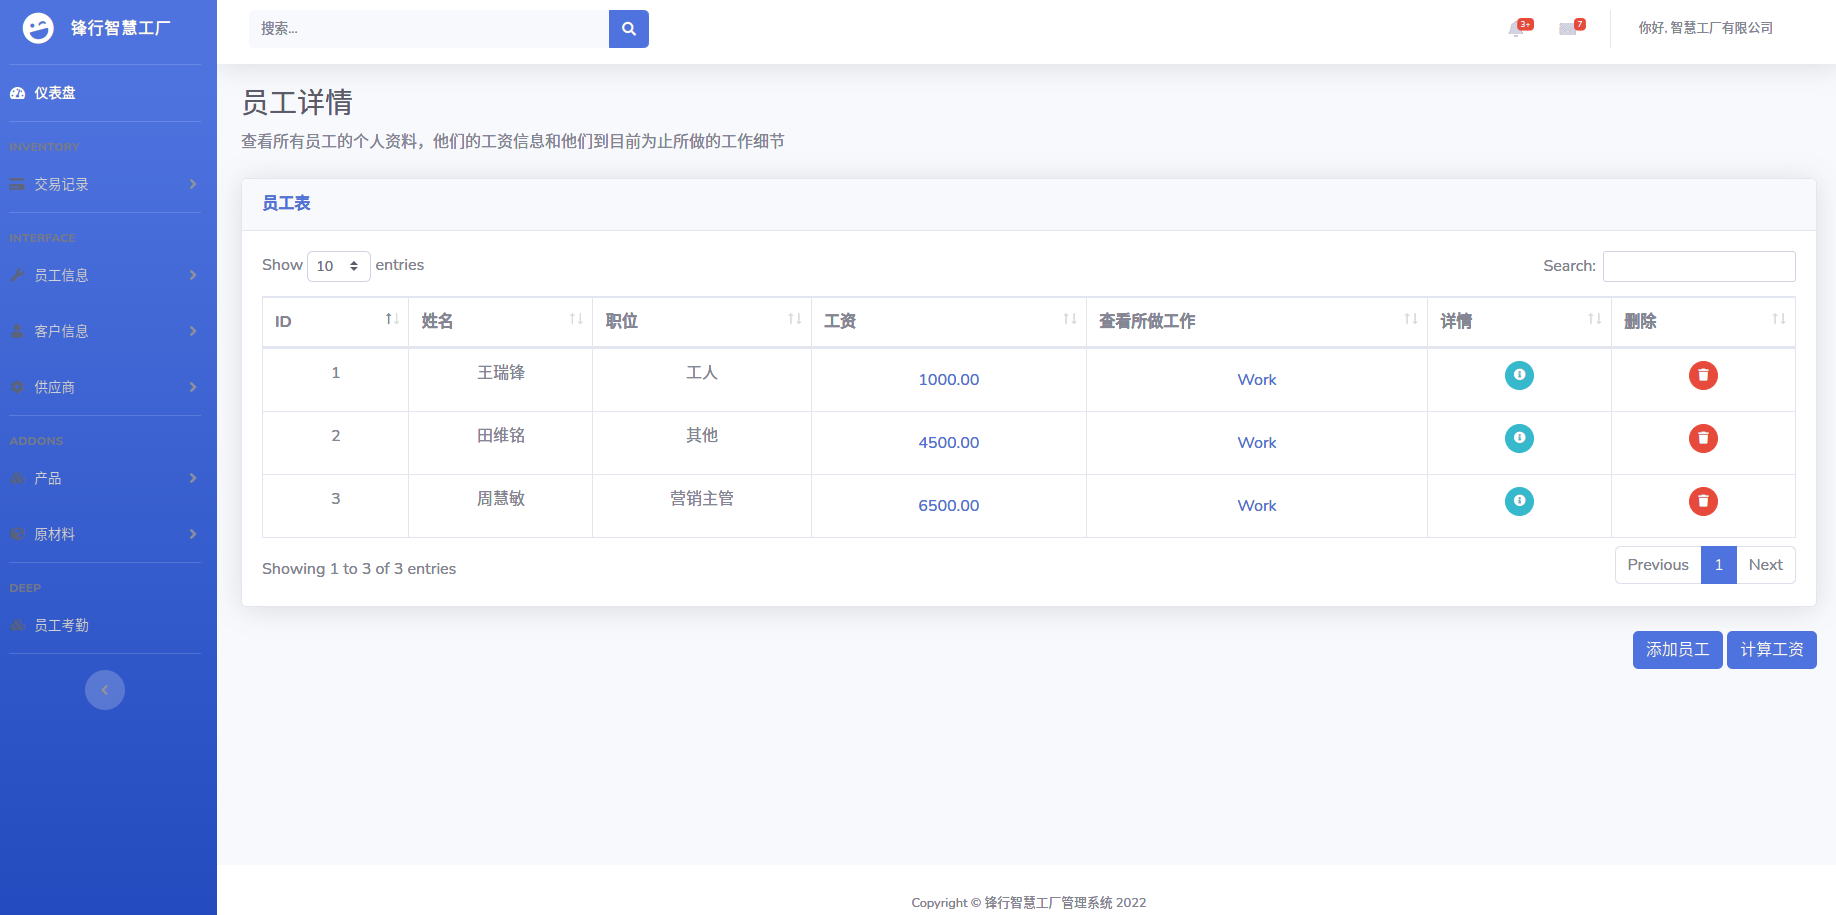 锋行智慧工厂
搜索...
3+
7
你好, 智慧工厂有限公司
仪表盘
INVENTORY
交易记录
INTERFACE
员工信息
客户信息
供应商
ADDONS
产品
原材料
DEEP
员工考勤
员工详情
查看所有员工的个人资料，他们的工资信息和他们到目前为止所做的工作细节
员工表
Show 10 entries
Search:
ID 姓名 职位 工资 查看所做工作 详情 删除
1 王瑞锋 工人 1000.00 Work
2 田维铭 其他 4500.00 Work
3 周慧敏 营销主管 6500.00 Work
Showing 1 to 3 of 3 entries
Previous 1 Next
添加员工 计算工资
Copyright © 锋行智慧工厂管理系统 2022